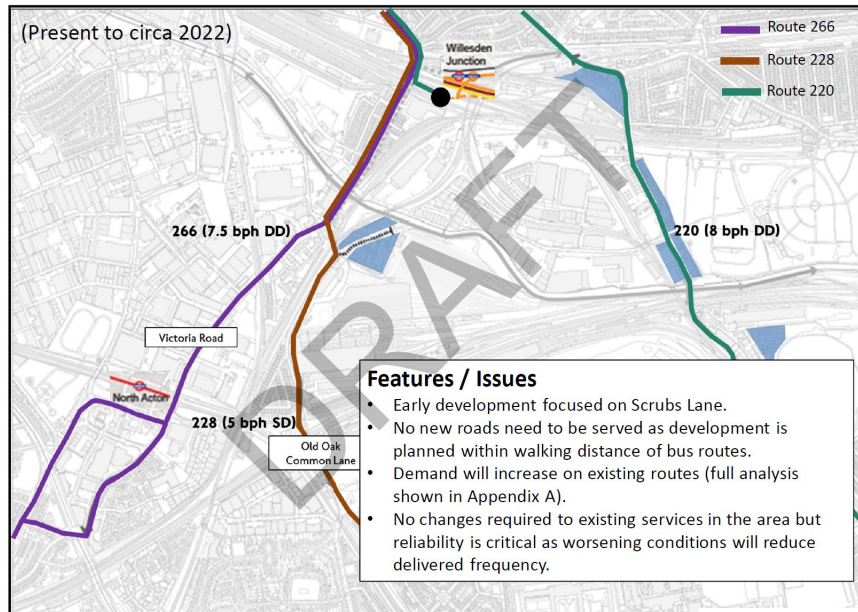 (Present to circa 2022)
Route 266
Route 228
Route 220
Willesden
Junction
266 (7.5 bph DD)
220 (8 bph DD)
Victoria Road
North Acton
228 (5 bph SD)
Old Oak
Common Lane
DRAFT
Features / Issues
• Early development focused on Scrubs Lane.
• No new roads need to be served as development is
planned within walking distance of bus routes.
• Demand will increase on existing routes (full analysis
shown in Appendix A).
• No changes required to existing services in the area but
reliability is critical as worsening conditions will reduce
delivered frequency.